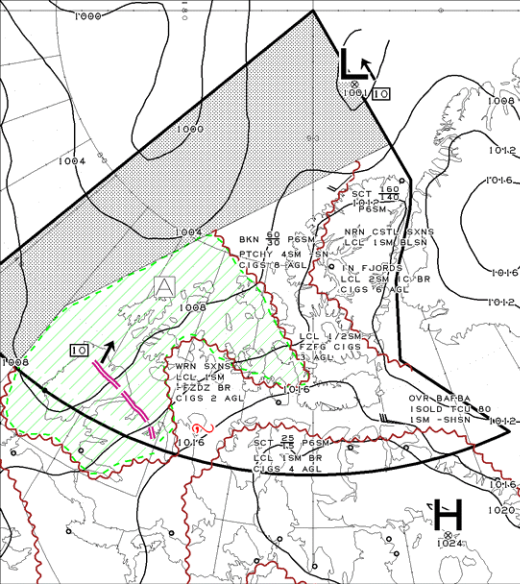 1000
L
1001 10
1008
1000
90
1012
1004
1016
SCT 160/140
1012
P6SM
1004
BKN 60/30 P6SM
PTCHY 4SM -SN
CIGS 8 AGL
NRN CSTL SXNS
LCL 1SM BLSN
IN FJORDS
LCL 2SM IC BR
CIGS 6 AGL
1016
A
1008
1012
LCL 1/2SM
FZFG CIGS
1 AGL
10
1008
WRN SXNS
LCL 1SM
-FZDZ BR
CIGS 2 AGL
1016
OVR BAFBA
ISOLD TCU 80
1SM -SHSN
1012
1016
SCT 25/15 P6SM
LCL 1SM BR
CIGS 4 AGL
1016
1020
H
1024